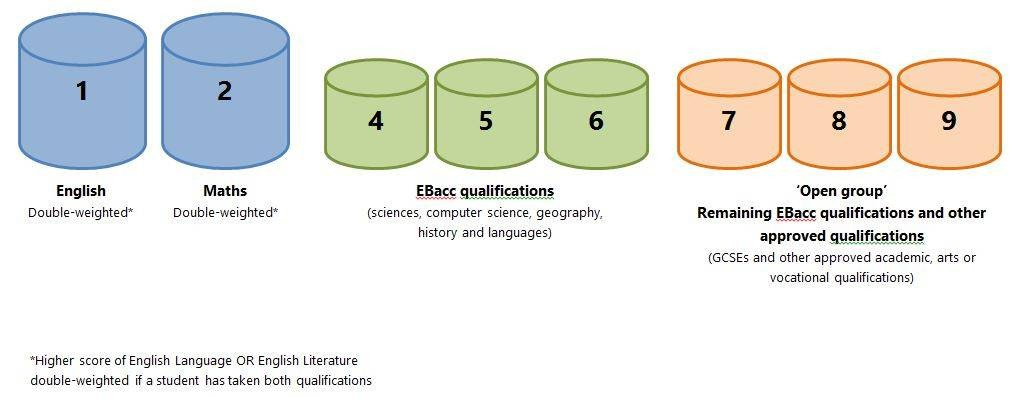 1
2
4
5
6
7
8
9
English
Double-weighted*
Maths
Double-weighted*
EBacc qualifications
(sciences, computer science, geography,
history and languages)
‘Open group’
Remaining EBacc qualifications and other
approved qualifications
(GCSEs and other approved academic, arts or
vocational qualifications)
*Higher score of English Language OR English Literature
double-weighted if a student has taken both qualifications